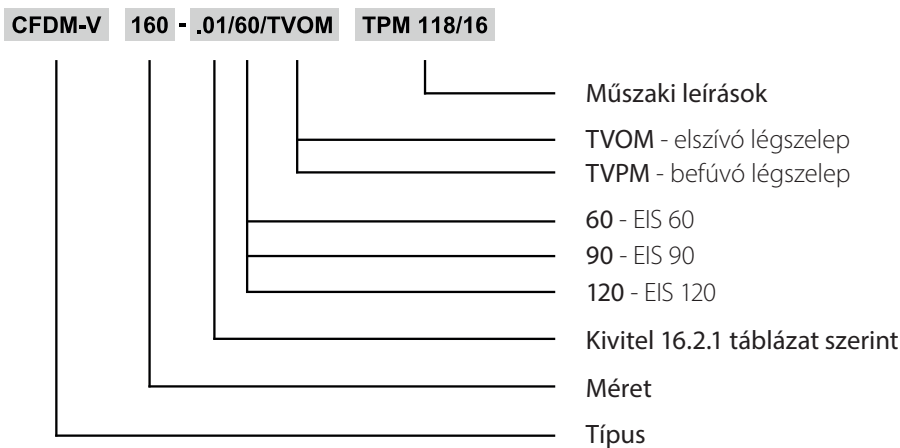 CFDM-V 160 - .01/60/TVOM TPM 118/16
Műszaki leírások
TVOM - elszívó légszelep
TVPM - befúvó légszelep
60 - EIS 60
90 - EIS 90
120 - EIS 120
Kivitel 16.2.1 táblázat szerint
Méret
Típus